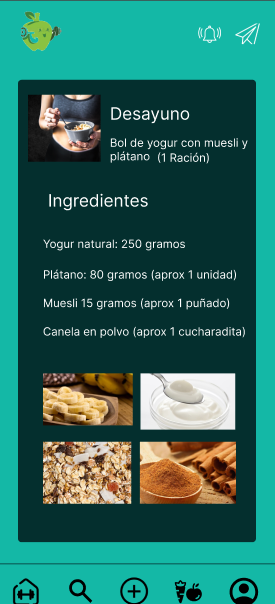 Desayuno
Bol de yogur con muesli y
plátano (1 Ración)
Ingredientes
Yogur natural: 250 gramos
Plátano: 80 gramos (aprox 1 unidad)
Muesli 15 gramos (aprox 1 puñado)
Canela en polvo (aprox 1 cucharadita)